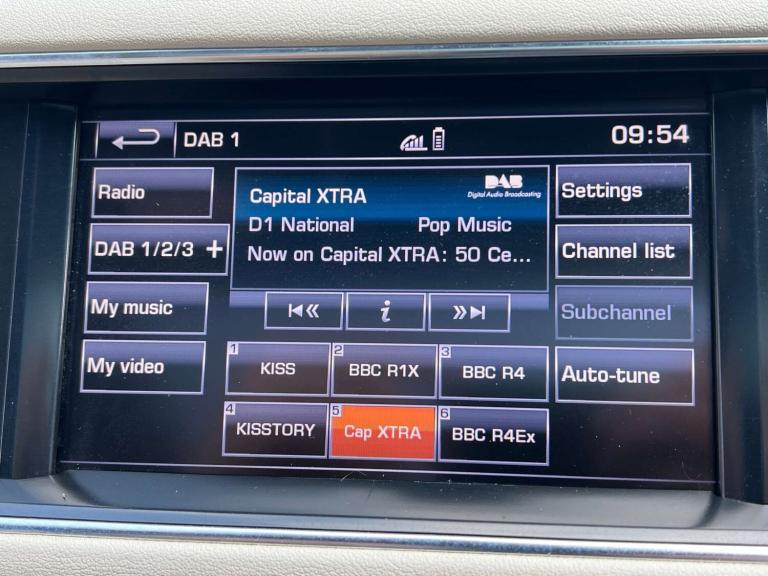 DAB 1
09:54
Radio
DAB 1/2/3 +
My music
My video
Capital XTRA
DAB
Digital Audio Broadcasting
D1 National Pop Music
Now on Capital XTRA: 50 Ce...
i
Settings
Channel list
Subchannel
Auto-tune
1 KISS
2 BBC R1X
3 BBC R4
4 KISSTORY
5 Cap XTRA
6 BBC R4Ex